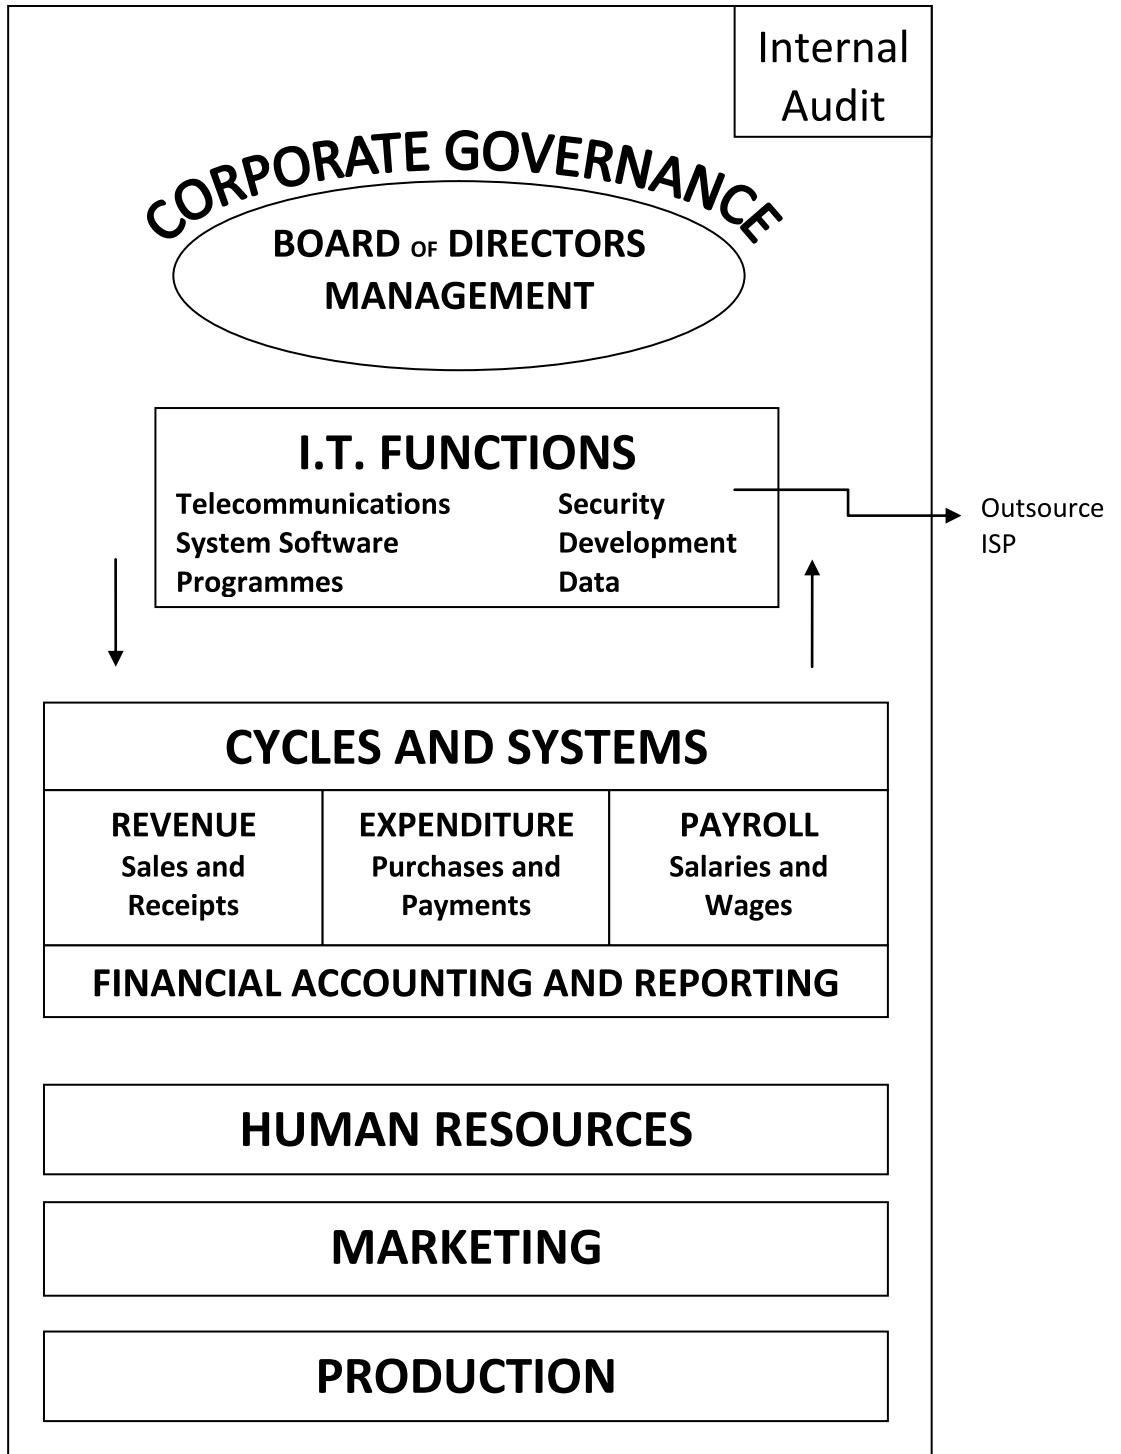 Internal
Audit
CORPORATE GOVERNANCE
BOARD OF DIRECTORS
MANAGEMENT
I.T. FUNCTIONS
Telecommunications
System Software
Programmes
Security
Development
Data
Outsource
ISP
CYCLES AND SYSTEMS
REVENUE
Sales and
Receipts
EXPENDITURE
Purchases and
Payments
PAYROLL
Salaries and
Wages
FINANCIAL ACCOUNTING AND REPORTING
HUMAN RESOURCES
MARKETING
PRODUCTION